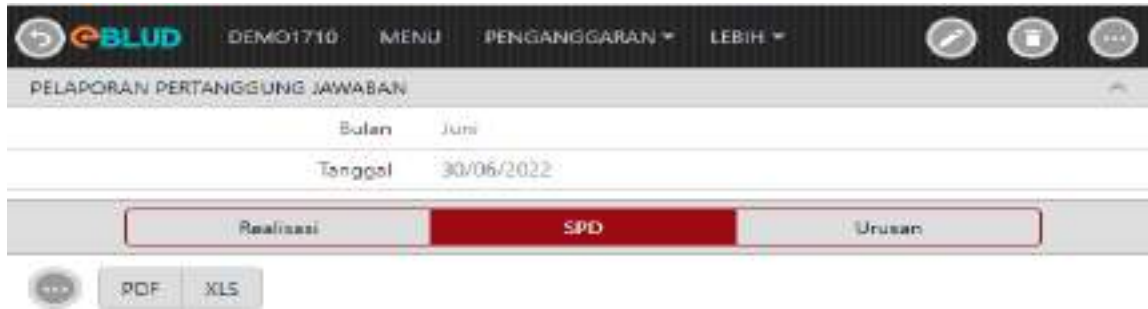 eBLUD DEMO1710 MENU PENGANGGARAN LEBIH
PELAPORAN PERTANGGUNG JAWABAN
Bulan Juni
Tanggal 30/06/2022
Realisasi SPD Urusan
PDF XLS